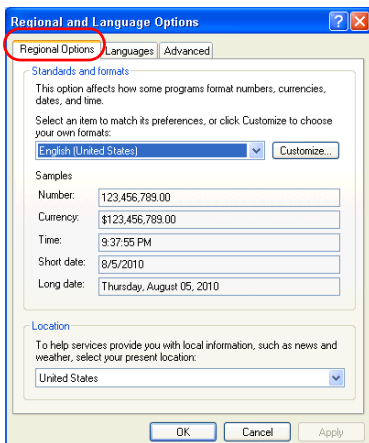 Regional and Language Options
Regional Options Languages Advanced
Standards and formats
This option affects how some programs format numbers, currencies,
dates, and time.
Select an item to match its preferences, or click Customize to choose
your own formats:
English (United States) Customize...
Samples
Number: 123,456,789.00
Currency: $123,456,789.00
Time: 9:37:55 PM
Short date: 8/5/2010
Long date: Thursday, August 05, 2010
Location
To help services provide you with local information, such as news and
weather, select your present location:
United States
OK Cancel Apply